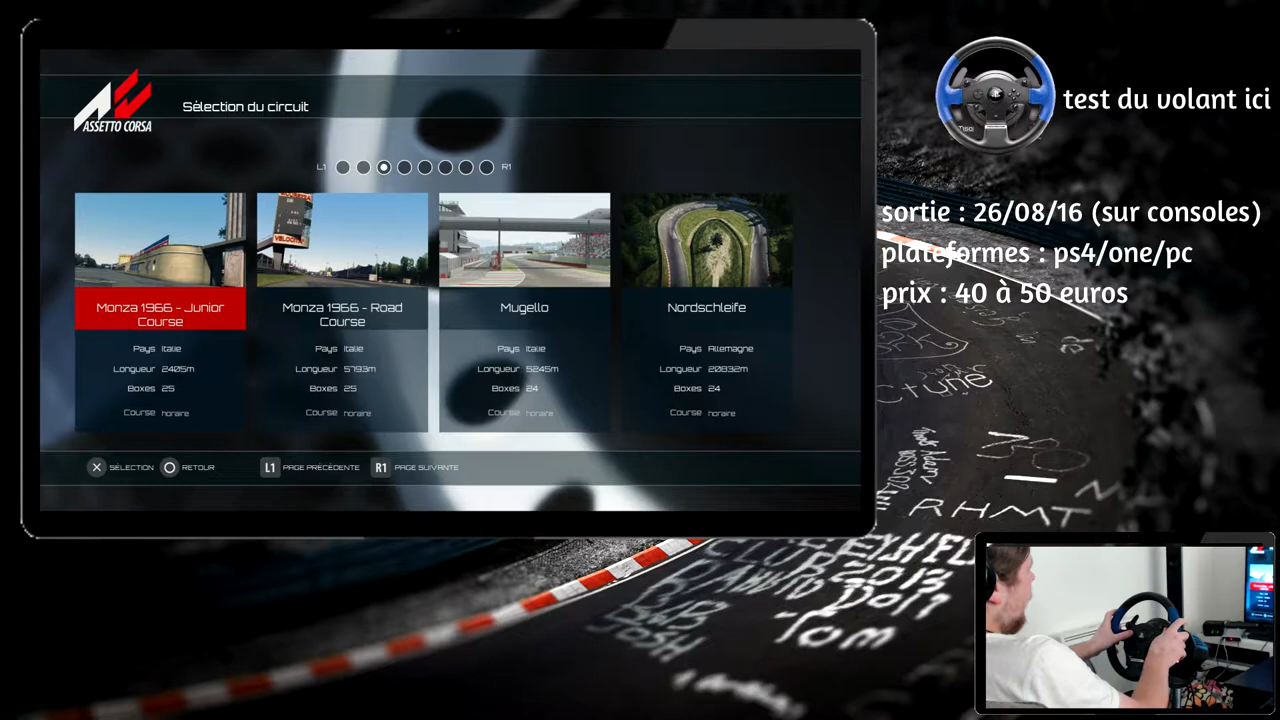 ASSETTO CORSA
Sélection du circuit
L1 R1
Monza 1966 - Junior
Course
Pays Italie
Longueur 2405m
Boxes 25
Course horaire
Monza 1966 - Road
Course
Pays Italie
Longueur 5793m
Boxes 25
Course horaire
Mugello
Pays Italie
Longueur 5245m
Boxes 24
Course horaire
Nordschleife
Pays Allemagne
Longueur 20832m
Boxes 24
Course horaire
SÉLECTION
RETOUR
L1 PAGE PRÉCÉDENTE
R1 PAGE SUIVANTE
test du volant ici
sortie : 26/08/16 (sur consoles)
plateformes : ps4/one/pc
prix : 40 à 50 euros
RHMT
CLUB 2013
Tom
JOSH